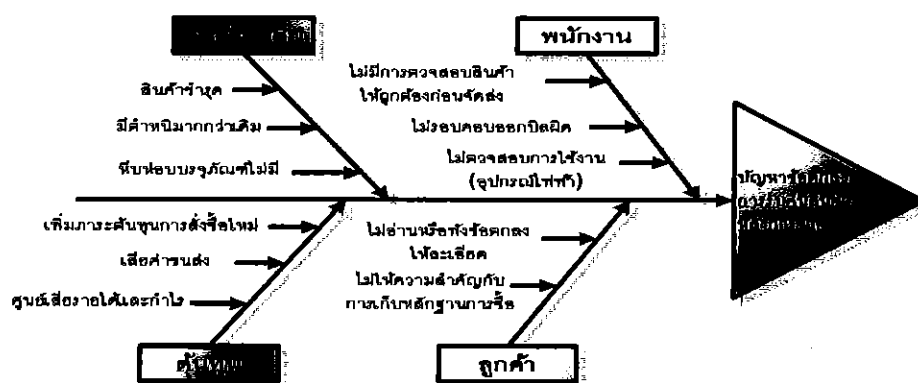 พนักงาน
สินค้าชำรุด
มีตำหนิมากกว่าเดิม
หีบห่อบรรจุภัณฑ์ไม่มี
ไม่มีการตวจสอบสินค้า
ให้ถูกต้องก่อนจัดส่ง
ไม่รอบคอบออกบิลผิด
ไม่ตวจสอบการใช้งาน
(อุปกรณ์ไฟฟ้า)
เพิ่มภาระต้นทุนการสั่งซื้อใหม่
เสียค่าขนส่ง
ศูนย์เสียรายได้และกำไร
ไม่อ่านหรือฟังข้อตกลง
ให้ละเอียด
ไม่ให้ความสำคัญกับ
การเก็บหลักฐานการซื้อ
ต้นทุน
ลูกค้า